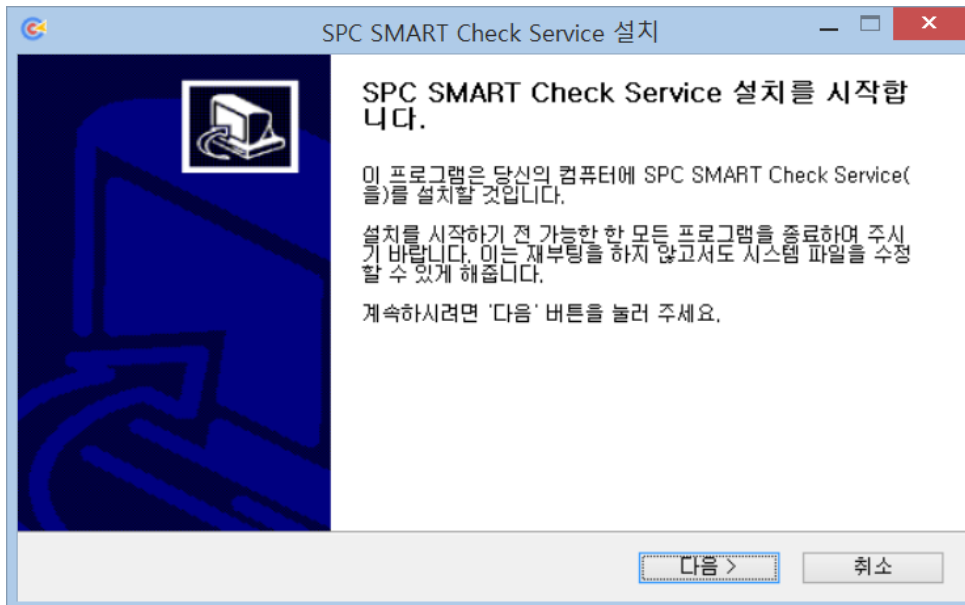 SPC SMART Check Service 설치
SPC SMART Check Service 설치를 시작합
니다.
이 프로그램은 당신의 컴퓨터에 SPC SMART Check Service(
을)를 설치할 것입니다.
설치를 시작하기 전 가능한 한 모든 프로그램을 종료하여 주시
기 바랍니다. 이는 재부팅을 하지 않고서도 시스템 파일을 수정
할 수 있게 해줍니다.
계속하시려면 '다음' 버튼을 눌러 주세요.
다음 >
취소